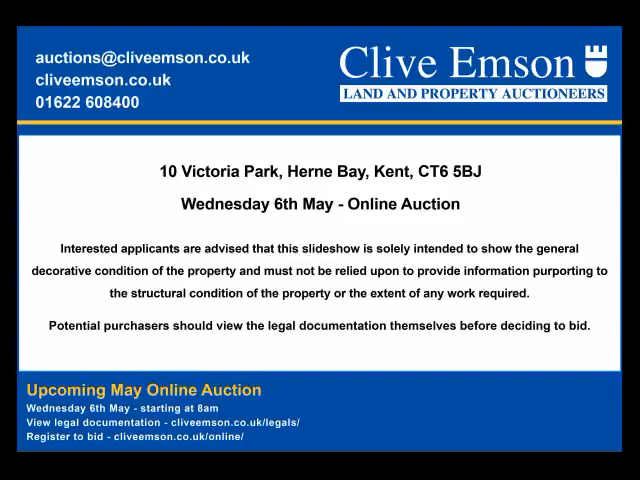 auctions@cliveemson.co.uk
cliveemson.co.uk
01622 608400
Clive Emson
LAND AND PROPERTY AUCTIONEERS
10 Victoria Park, Herne Bay, Kent, CT6 5BJ
Wednesday 6th May - Online Auction
Interested applicants are advised that this slideshow is solely intended to show the general
decorative condition of the property and must not be relied upon to provide information purporting to
the structural condition of the property or the extent of any work required.
Potential purchasers should view the legal documentation themselves before deciding to bid.
Upcoming May Online Auction
Wednesday 6th May - starting at 8am
View legal documentation - cliveemson.co.uk/legals/
Register to bid - cliveemson.co.uk/online/